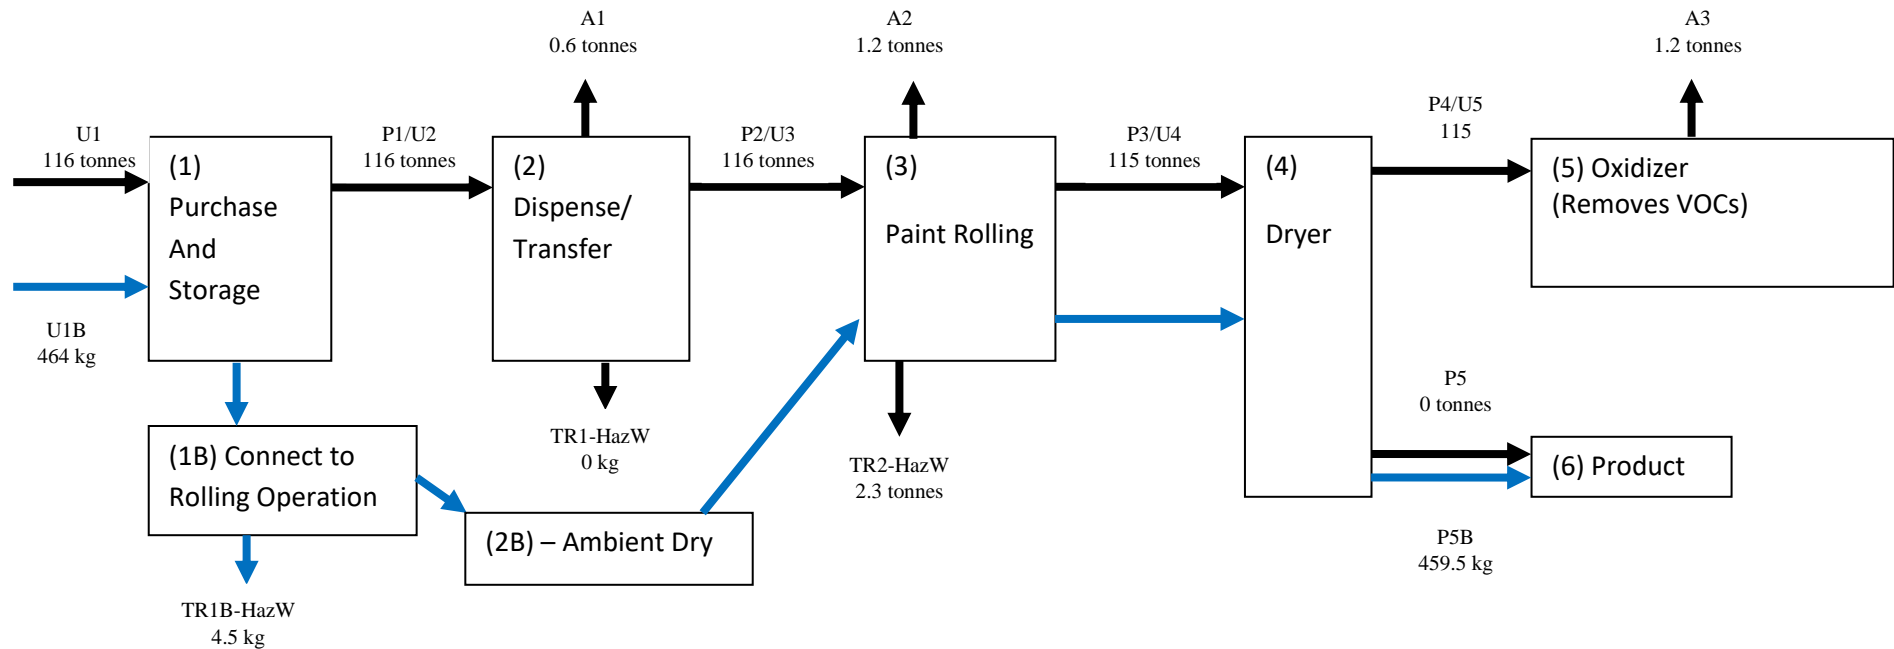 A1
0.6 tonnes
A2
1.2 tonnes
A3
1.2 tonnes
U1
116 tonnes
P1/U2
116 tonnes
P2/U3
116 tonnes
P3/U4
115 tonnes
P4/U5
115
(1)
Purchase
And
Storage
(2)
Dispense/
Transfer
(3)
Paint Rolling
(4)
Dryer
(5) Oxidizer
(Removes VOCs)
U1B
464 kg
(1B) Connect to
Rolling Operation
TR1-HazW
0 kg
TR2-HazW
2.3 tonnes
P5
0 tonnes
(6) Product
(2B) – Ambient Dry
P5B
459.5 kg
TR1B-HazW
4.5 kg